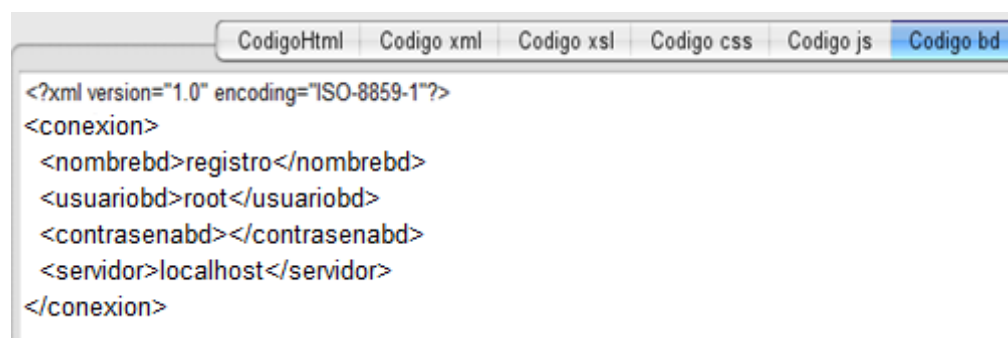 CodigoHtml Codigo xml Codigo xsl Codigo css Codigo js Codigo bd
<?xml version="1.0" encoding="ISO-8859-1"?>
<conexion>
<nombrebd>registro</nombrebd>
<usuariobd>root</usuariobd>
<contrasenabd></contrasenabd>
<servidor>localhost</servidor>
</conexion>